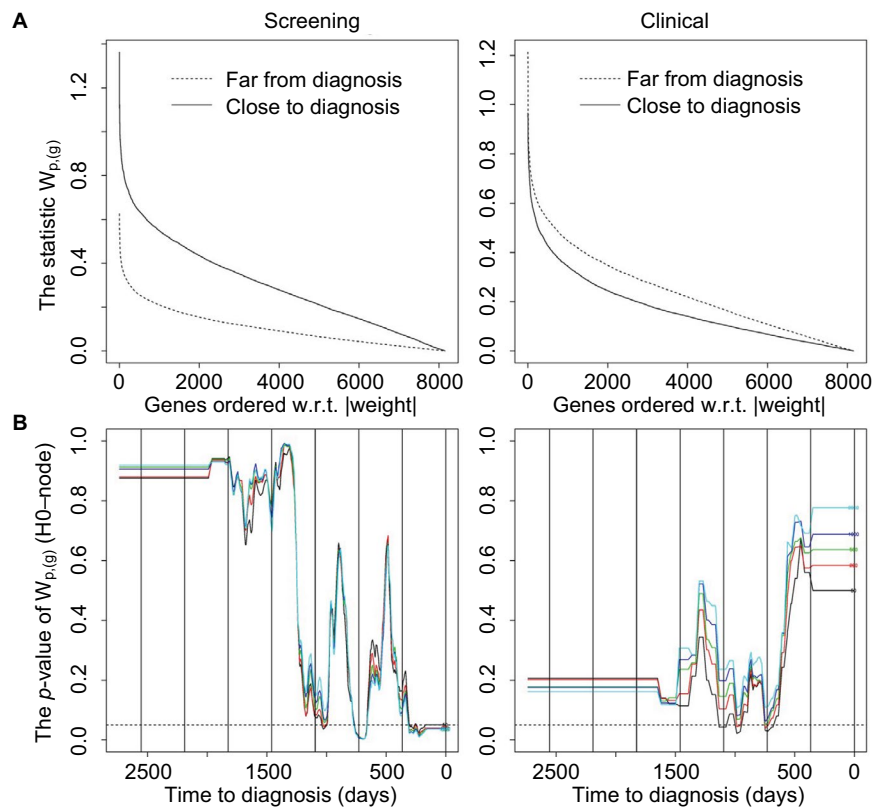 A
Screening
Clinical
The statistic W p,(g)
1.2
0.8
0.4
0.0
Far from diagnosis
Close to diagnosis
0 2000 4000 6000 8000
Genes ordered w.r.t. |weight|
1.2
1.0
0.8
0.6
0.4
0.2
0.0
Far from diagnosis
Close to diagnosis
0 2000 4000 6000 8000
Genes ordered w.r.t. |weight|
B
The p-value of W p,(g) (H0–node)
1.0
0.8
0.6
0.4
0.2
0.0
2500 1500 500 0
Time to diagnosis (days)
1.0
0.8
0.6
0.4
0.2
0.0
2500 1500 500 0
Time to diagnosis (days)